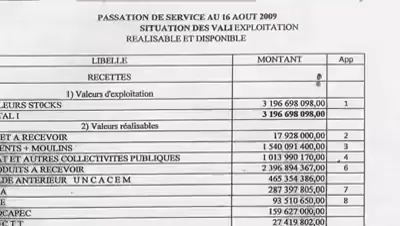 PASSATION DE SERVICE AU 16 AOUT 2009
SITUATION DES VALI EXPLOITATION
REALISABLE ET DISPONIBLE
LIBELLE MONTANT App
RECETTES
1) Valeurs d'exploitation
LEURS STOCKS 3 196 698 098,00 1
TAL I 3 196 698 098,00
2) Valeurs réalisables
ET A RECEVOIR 17 928 000,00 2
ENTS + MOULINS 1 540 091 400,00 3
AT ET AUTRES COLLECTIVITES PUBLIQUES 1 013 990 170,00 4
ODUITS A RECEVOIR 2 396 894 367,00 6
DE ANTERIEUR U N C A C E M 465 354 386,00
A 287 397 805,00 7
E 93 510 650,00 8
OCAPEC 159 627 000,00
C T T 27 419 802,00